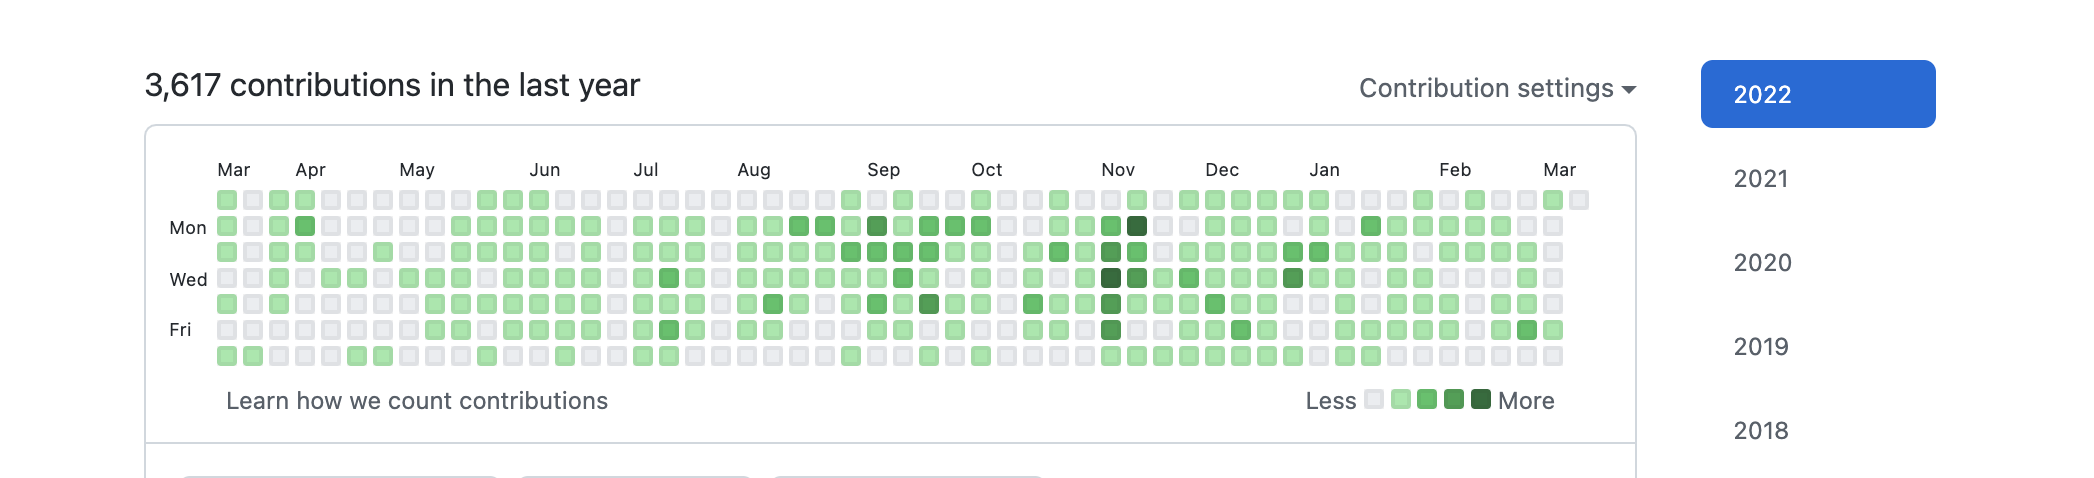 3,617 contributions in the last year
Contribution settings
2022
2021
2020
2019
2018
Mar Apr May Jun Jul Aug Sep Oct Nov Dec Jan Feb Mar
Mon
Wed
Fri
Learn how we count contributions
Less More